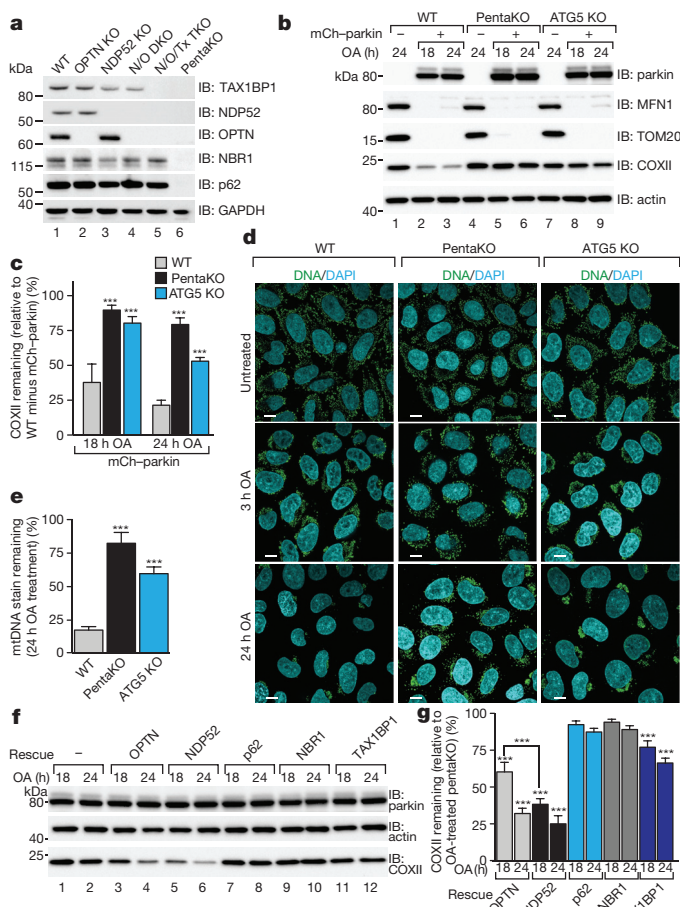 a
WT
OPTN KO
NDP52 KO
N/O DKO
N/O/Tx TKO
PentaKO
kDa
90
IB: TAX1BP1
50
IB: NDP52
60
IB: OPTN
115
IB: NBR1
50
40
IB: p62
IB: GAPDH
1 2 3 4 5 6
b
WT PentaKO ATG5 KO
mCh–parkin − + − + − +
OA (h) 24 18 24 24 18 24 24 18 24
kDa 80
IB: parkin
80
IB: MFN1
15
IB: TOM20
25
IB: COXII
40
IB: actin
1 2 3 4 5 6 7 8 9
c
COXII remaining (relative to
WT minus mCh–parkin) (%)
100
75
50
25
0
WT
PentaKO
ATG5 KO
*** *** *** ***
18 h OA 24 h OA
mCh–parkin
d
WT PentaKO ATG5 KO
DNA/DAPI DNA/DAPI DNA/DAPI
Untreated
3 h OA
24 h OA
e
mtDNA stain remaining
(24 h OA treatment) (%)
100
75
50
25
0
*** ***
WT
PentaKO
ATG5 KO
f
Rescue − OPTN NDP52 p62 NBR1 TAX1BP1
OA (h) 18 24 18 24 18 24 18 24 18 24 18 24
kDa
80
IB:
parkin
40
IB:
actin
25
IB:
COXII
1 2 3 4 5 6 7 8 9 10 11 12
g
COXII remaining (relative to
OA-treated pentaKO) (%)
100
75
50
25
0
***
*** *** *** *** *** ***
OA(h) 18 24 18 24 18 24 18 24 18 24
Rescue
p62